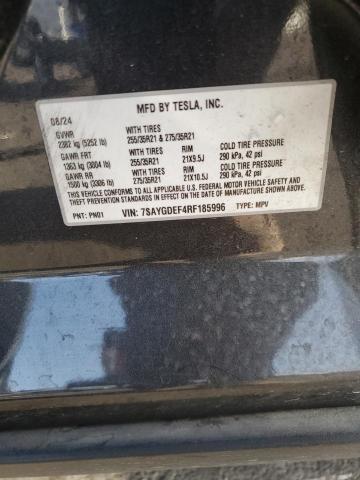 MFD BY TESLA, INC.
08/24
GVWR WITH TIRES
2382 kg (5252 lb) 255/35R21 & 275/35R21
GAWR FRT WITH TIRES RIM COLD TIRE PRESSURE
1363 kg (3004 lb) 255/35R21 21X9.5J 290 kPa, 42 psi
GAWR RR WITH TIRES RIM COLD TIRE PRESSURE
1500 kg (3306 lb) 275/35R21 21X10.5J 290 kPa, 42 psi
THIS VEHICLE CONFORMS TO ALL APPLICABLE U.S. FEDERAL MOTOR VEHICLE SAFETY AND
THEFT PREVENTION STANDARDS IN EFFECT ON THE DATE OF MANUFACTURE SHOWN ABOVE.
PNT: PN01 VIN: 7SAYGDEF4RF185996 TYPE: MPV